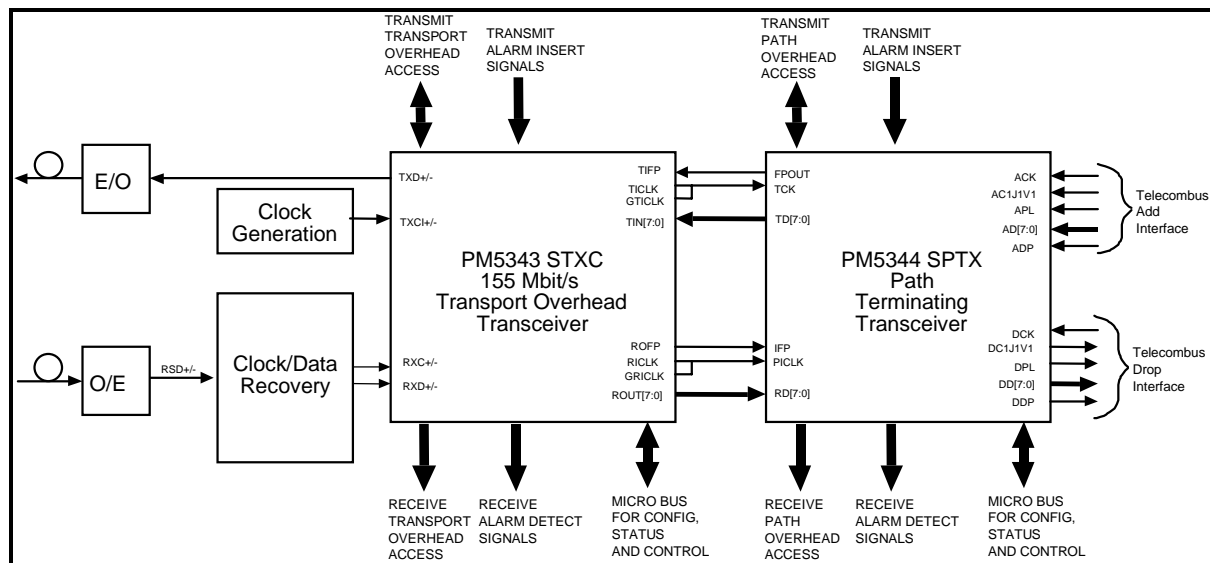 TRANSMIT
TRANSPORT
OVERHEAD
ACCESS
TRANSMIT
ALARM INSERT
SIGNALS
TRANSMIT
PATH
OVERHEAD
ACCESS
TRANSMIT
ALARM INSERT
SIGNALS
E/O
Clock
Generation
O/E
RSD+/-
Clock/Data
Recovery
TXD+/-
TXCI+/-
RXC+/-
RXD+/-
PM5343 STXC
155 Mbit/s
Transport Overhead
Transceiver
TIFP
TICLK
GTICLK
TIN[7:0]
ROFP
RICLK
GRICLK
ROUT[7:0]
FPOUT
TCK
TD[7:0]
IFP
PICLK
RD[7:0]
PM5344 SPTX
Path
Terminating
Transceiver
ACK
AC1J1V1
APL
AD[7:0]
ADP
DCK
DC1J1V1
DPL
DD[7:0]
DDP
Telecombus
Add
Interface
Telecombus
Drop
Interface
RECEIVE
TRANSPORT
OVERHEAD
ACCESS
RECEIVE
ALARM DETECT
SIGNALS
MICRO BUS
FOR CONFIG,
STATUS
AND CONTROL
RECEIVE
PATH
OVERHEAD
ACCESS
RECEIVE
ALARM DETECT
SIGNALS
MICRO BUS
FOR CONFIG,
STATUS
AND CONTROL